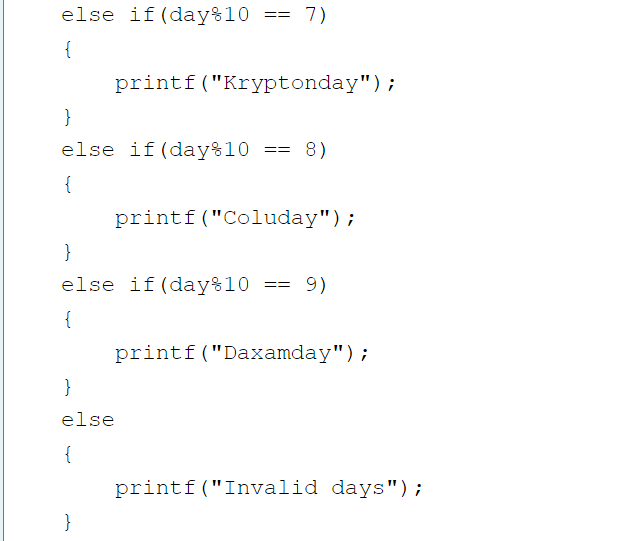 else if(day%10 == 7)
{
printf("Kryptonday");
}
else if(day%10 == 8)
{
printf("Coluday");
}
else if(day%10 == 9)
{
printf("Daxamday");
}
else
{
printf("Invalid days");
}